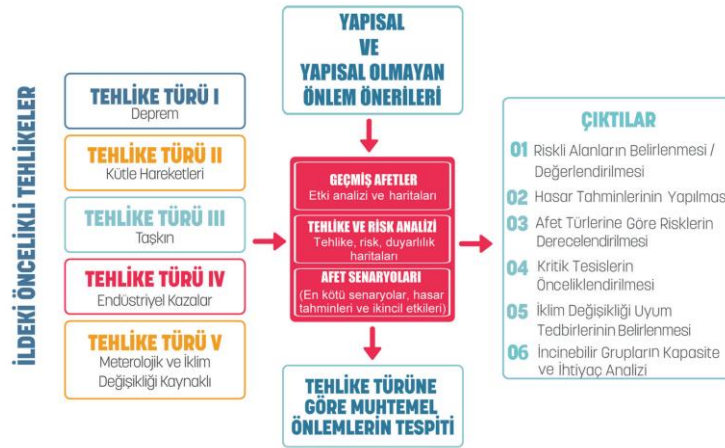 İLDEKİ ÖNCELİKLİ TEHLİKELER
TEHLİKE TÜRÜ I
Deprem
TEHLİKE TÜRÜ II
Kütle Hareketleri
TEHLİKE TÜRÜ III
Taşkın
TEHLİKE TÜRÜ IV
Endüstriyel Kazalar
TEHLİKE TÜRÜ V
Meterolojik ve İklim
Değişikliği Kaynaklı
YAPISAL
VE
YAPISAL OLMAYAN
ÖNLEM ÖNERİLERİ
GEÇMİŞ AFETLER
Etki analizi ve haritaları
TEHLİKE VE RİSK ANALİZİ
Tehlike, risk, duyarlılık
haritaları
AFET SENARYOLARI
(En kötü senaryolar, hasar
tahminleri ve ikincil etkileri)
TEHLİKE TÜRÜNE
GÖRE MUHTEMEL
ÖNLEMLERİN TESPİTİ
ÇIKTILAR
01 Riskli Alanların Belirlenmesi /
Değerlendirilmesi
02 Hasar Tahminlerinin Yapılmas
03 Afet Türlerine Göre Risklerin
Derecelendirilmesi
04 Kritik Tesislerin
Önceliklendirilmesi
05 İklim Değişikliği Uyum
Tedbirlerinin Belirlenmesi
06 İncinebilir Grupların Kapasite
ve İhtiyaç Analizi